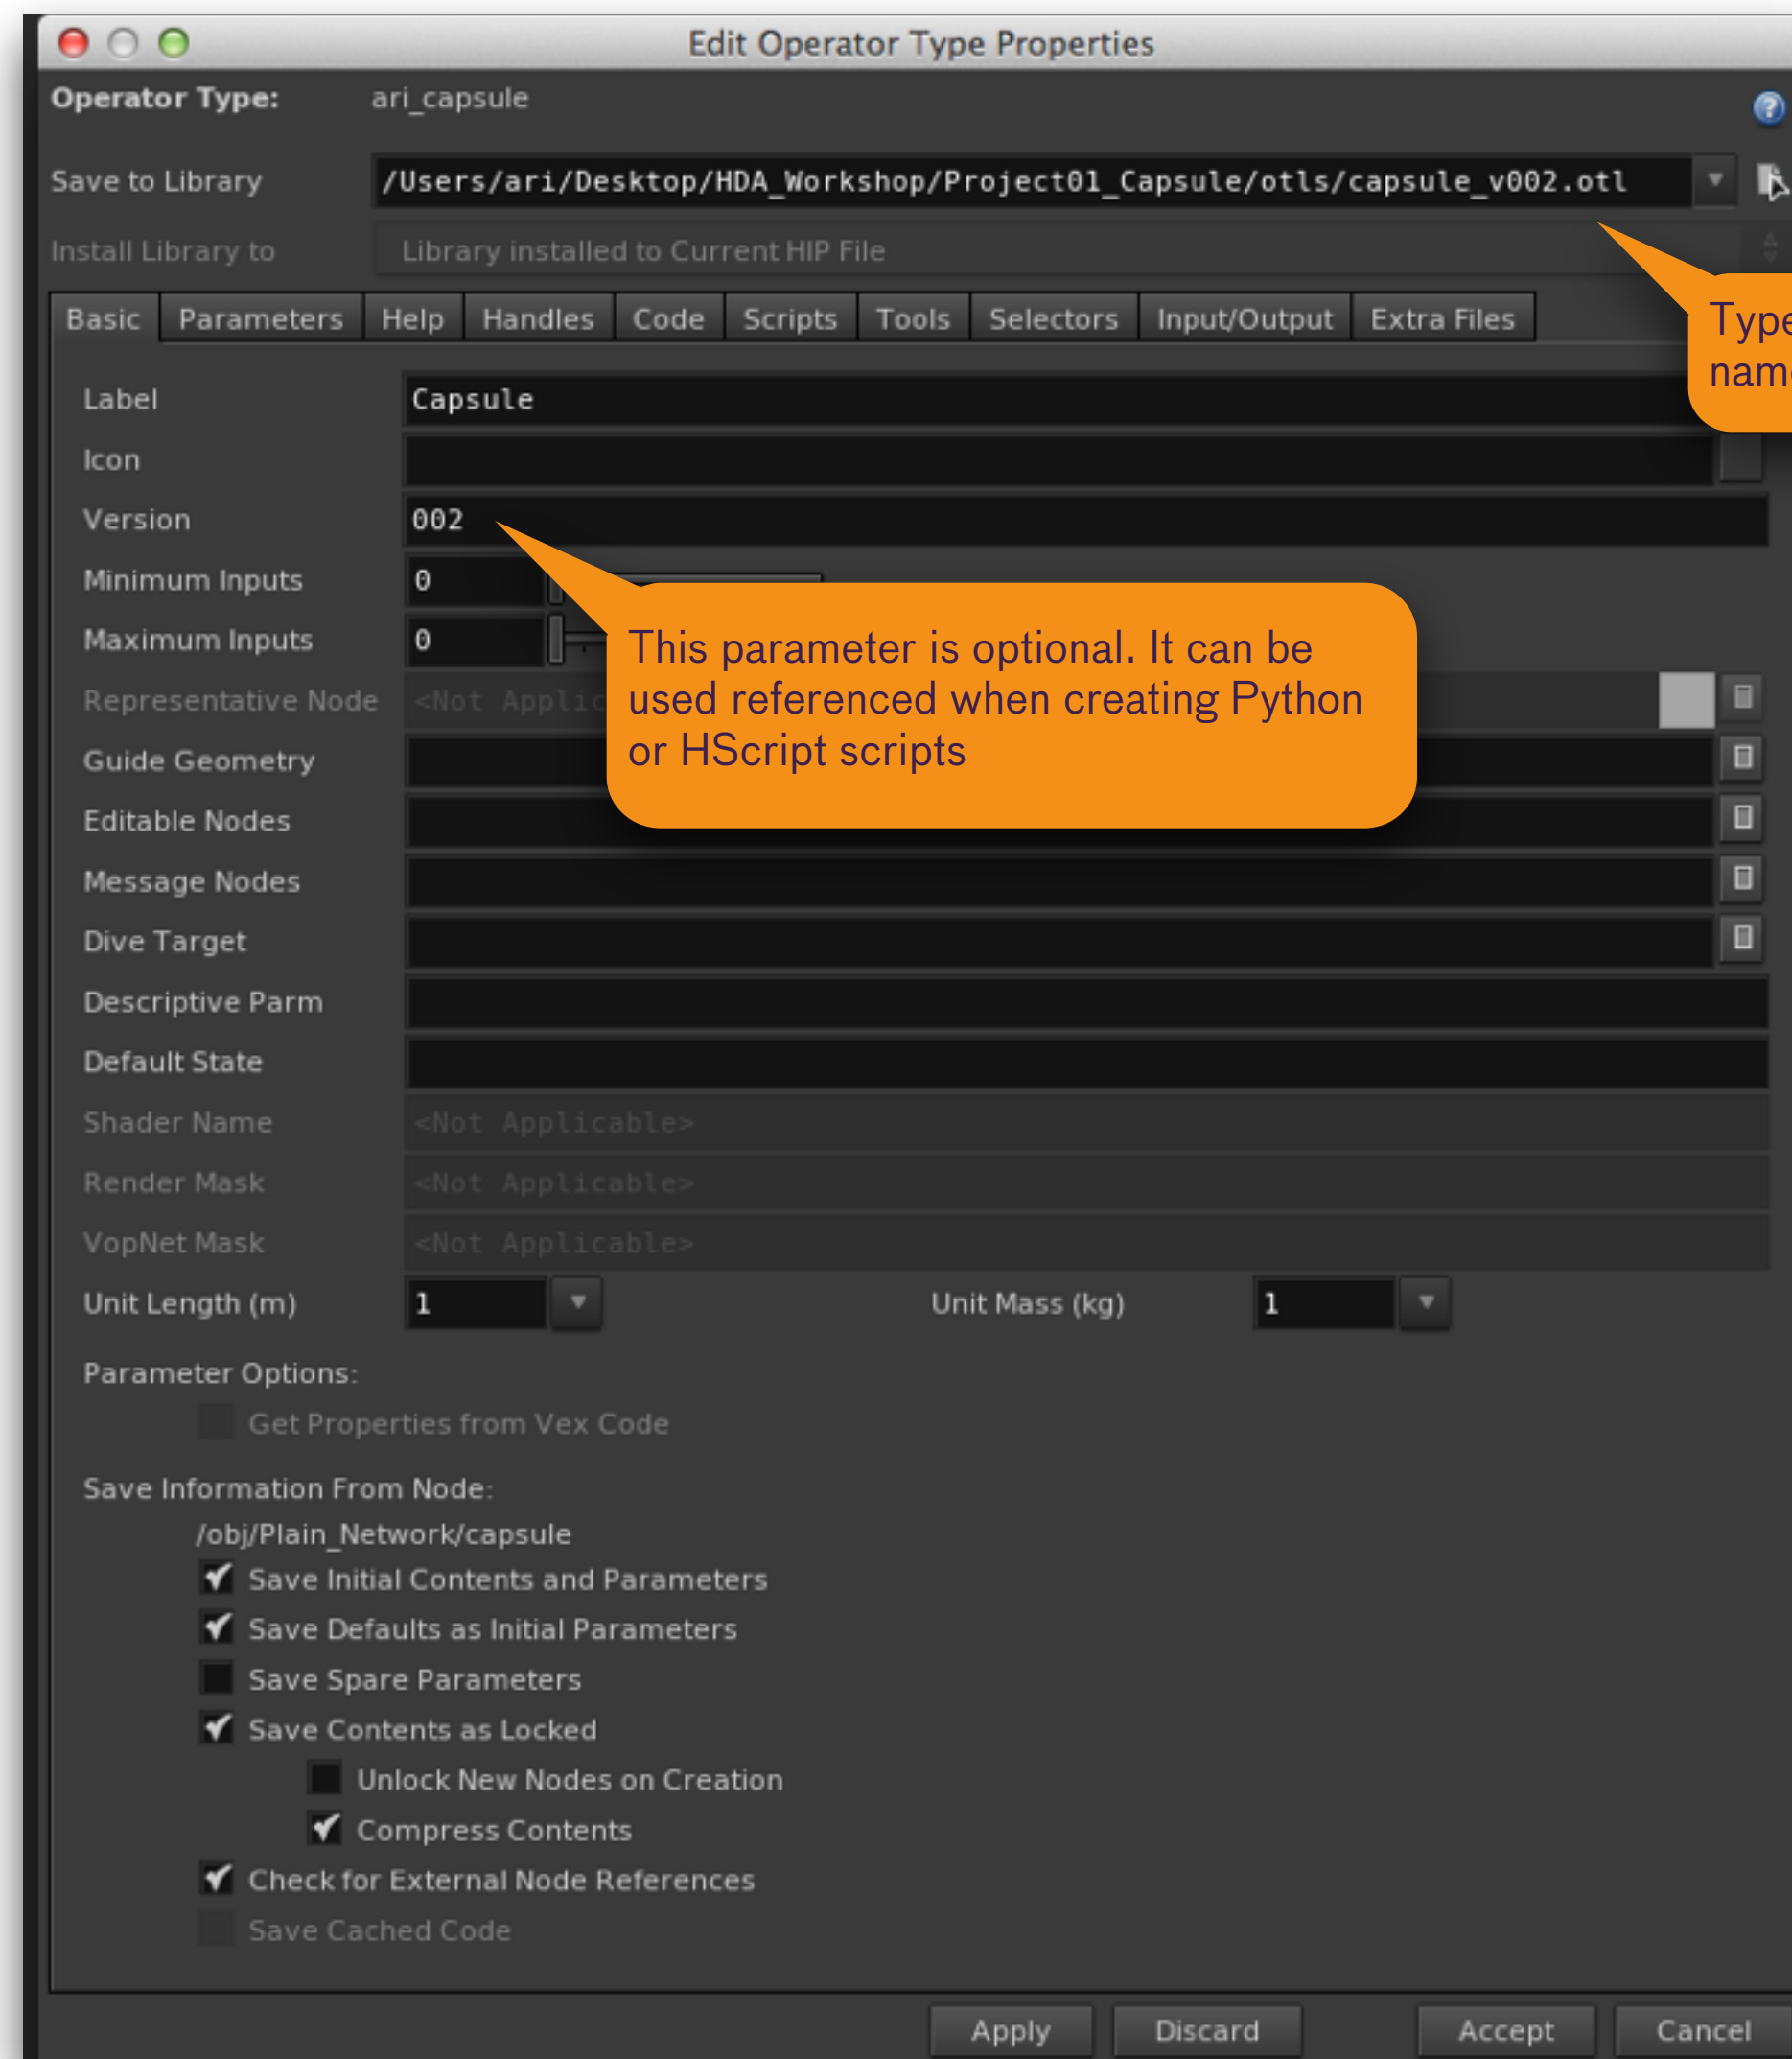 Edit Operator Type Properties
Operator Type: ari_capsule
Save to Library /Users/ari/Desktop/HDA_Workshop/Project01_Capsule/otls/capsule_v002.otl
Install Library to Library installed to Current HIP File
Basic Parameters Help Handles Code Scripts Tools Selectors Input/Output Extra Files
Label Capsule
Icon
Version 002
Minimum Inputs 0
Maximum Inputs 0
This parameter is optional. It can be
used referenced when creating Python
or HScript scripts
Representative Node <Not
Guide Geometry
Editable Nodes
Message Nodes
Dive Target
Descriptive Parm
Default State
Shader Name <Not Applicable>
Render Mask <Not Applicable>
VopNet Mask <Not Applicable>
Unit Length (m) 1 Unit Mass (kg) 1
Parameter Options:
Get Properties from Vex Code
Save Information From Node:
/obj/Plain_Network/capsule
Save Initial Contents and Parameters
Save Defaults as Initial Parameters
Save Spare Parameters
Save Contents as Locked
Unlock New Nodes on Creation
Compress Contents
Check for External Node References
Save Cached Code
Apply Discard Accept Cancel